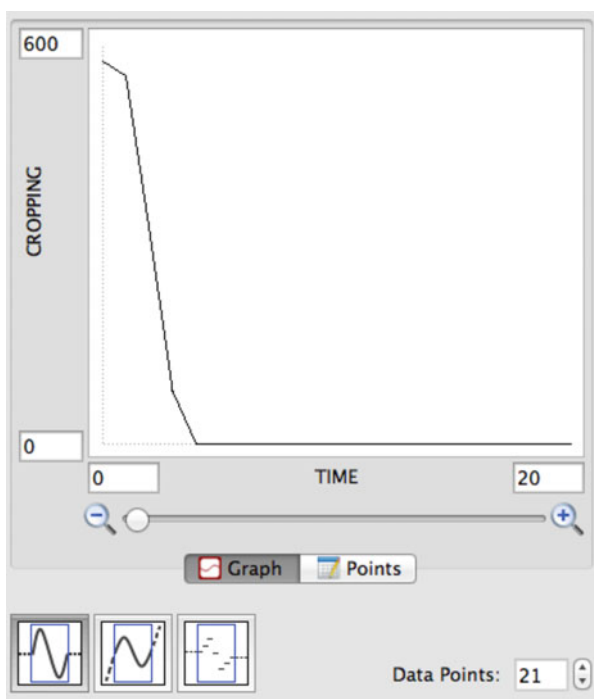 600
CROPPING
0
0 TIME 20
Graph Points
Data Points: 21